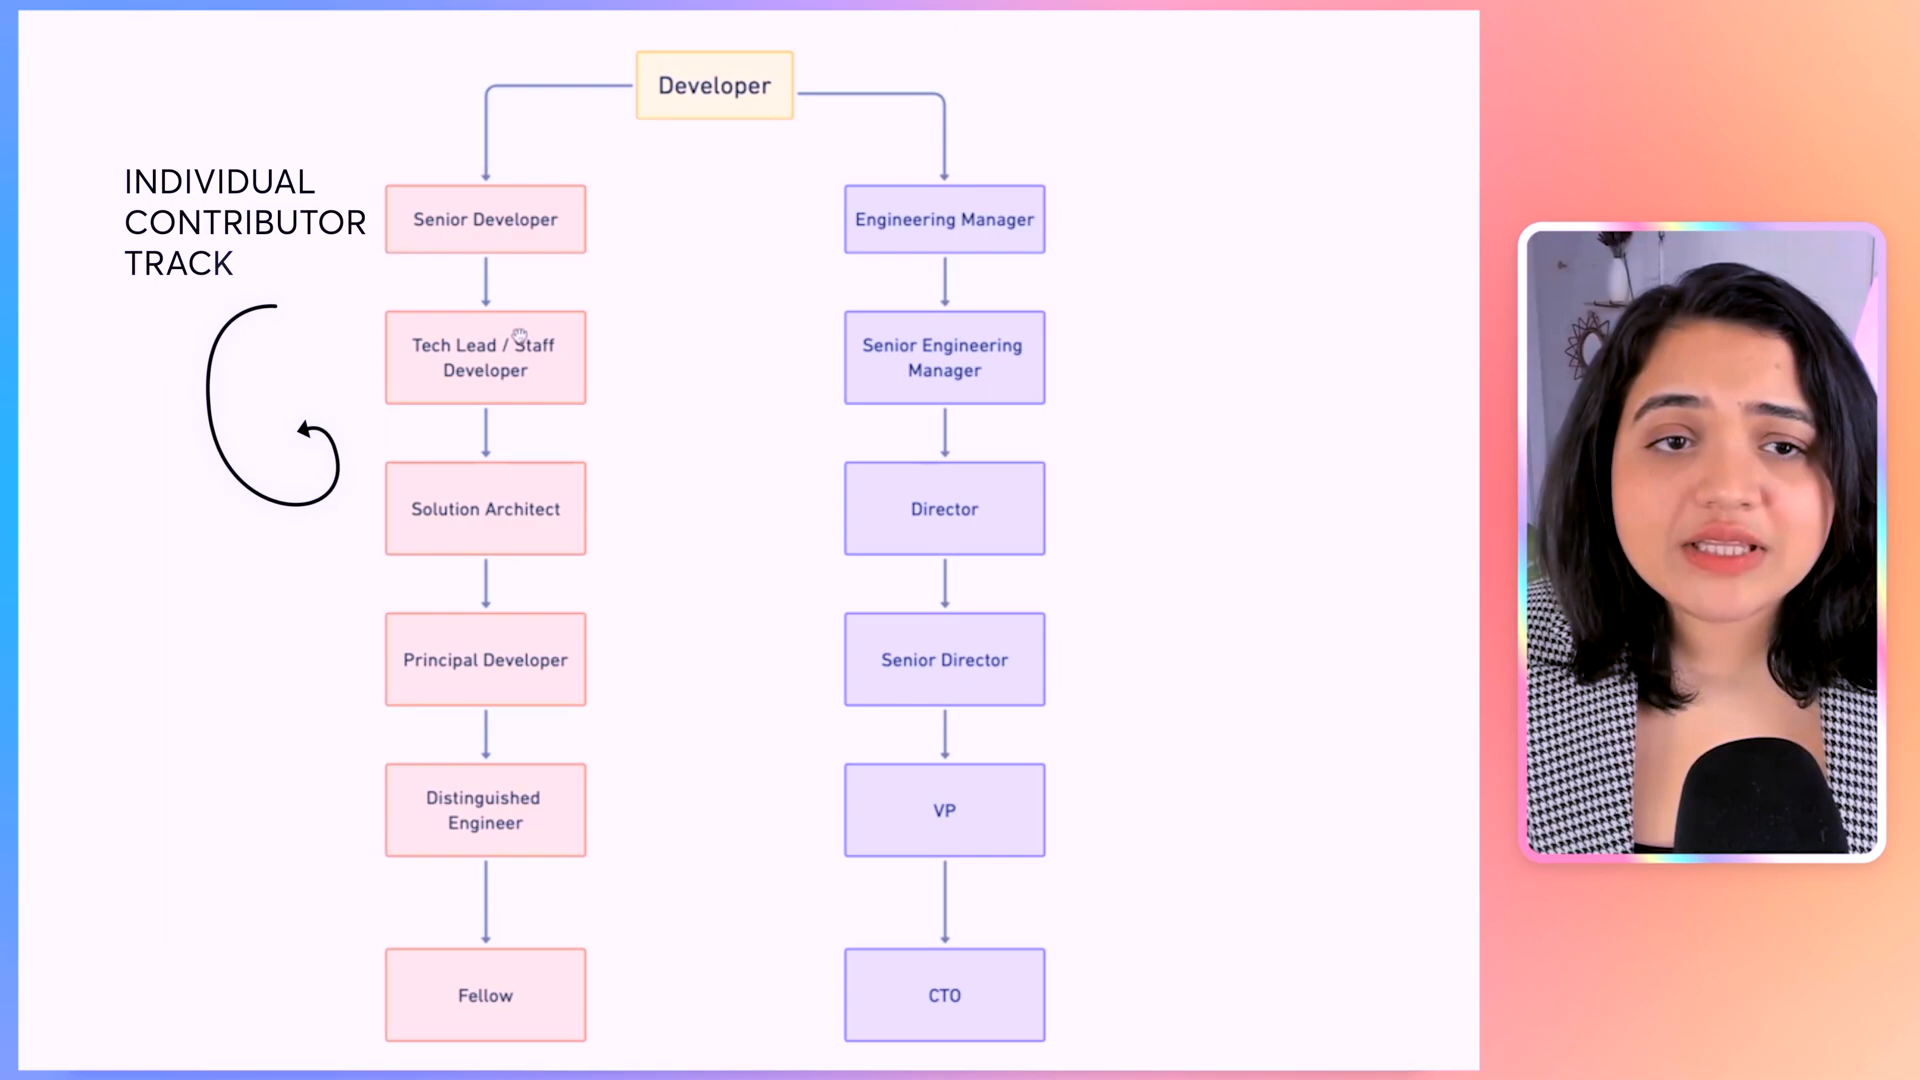 Developer
INDIVIDUAL
CONTRIBUTOR
TRACK
Senior Developer
Tech Lead / Staff
Developer
Solution Architect
Principal Developer
Distinguished
Engineer
Fellow
Engineering Manager
Senior Engineering
Manager
Director
Senior Director
VP
CTO